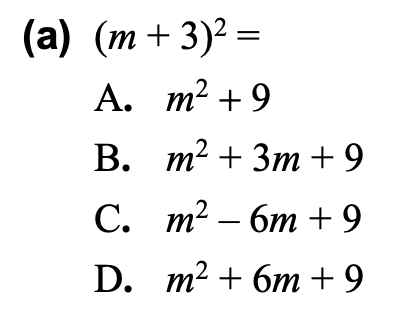 (a) (m + 3)² =
A. m² + 9
B. m² + 3m + 9
C. m² – 6m + 9
D. m² + 6m + 9